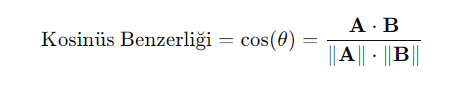 Kosinüs Benzerliği = cos(θ) = A · B / ‖A‖ · ‖B‖